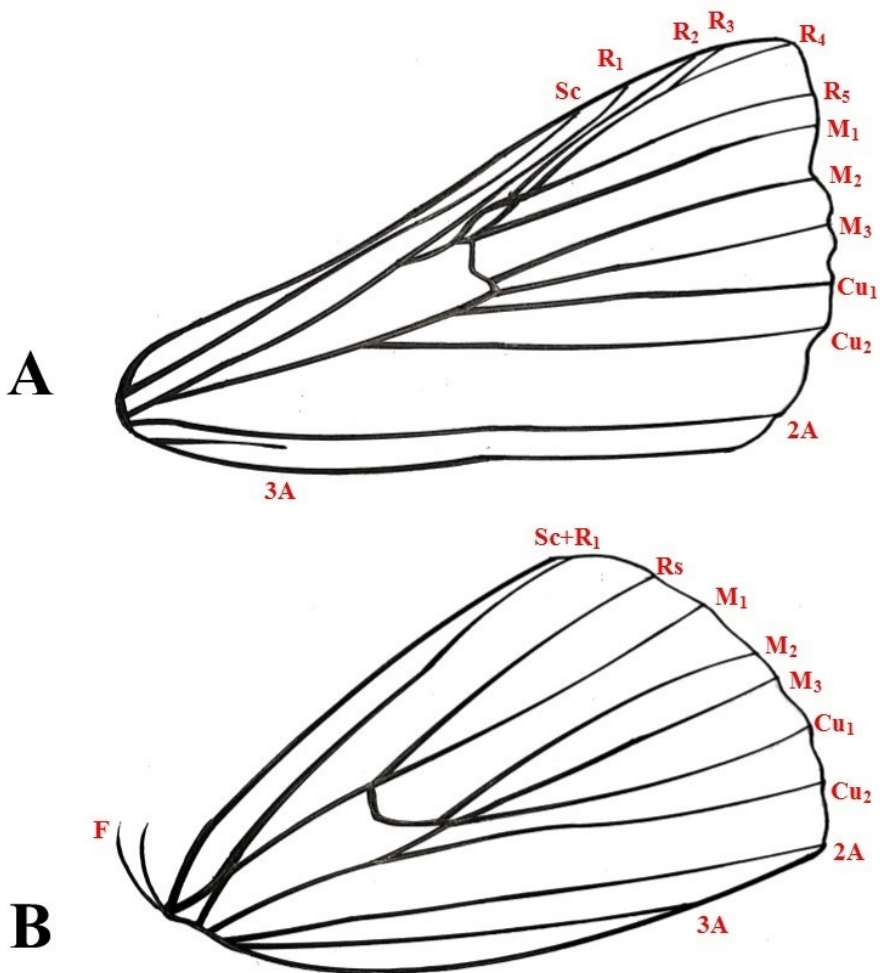 R₃
R₂
R₄
R₁
Sc
R₅
M₁
M₂
M₃
Cu₁
Cu₂
A
2A
3A
Sc+R₁
Rs
M₁
M₂
M₃
Cu₁
Cu₂
F
2A
3A
B